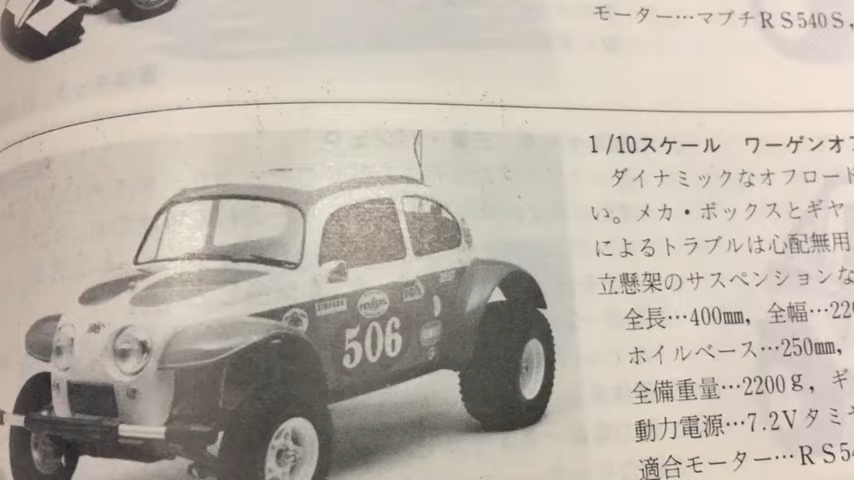 モーター…マブチRS540S,
1/10スケール ワーゲンオフ
ダイナミックなオフロード
い。メカ・ボックスとギヤ
によるトラブルは心配無用
立懸架のサスペンションな
全長…400mm, 全幅…220
ホイルベース…250mm,
全備重量…2200g, ギ
動力電源…7.2Vタミヤ
適合モーター…RS54
506